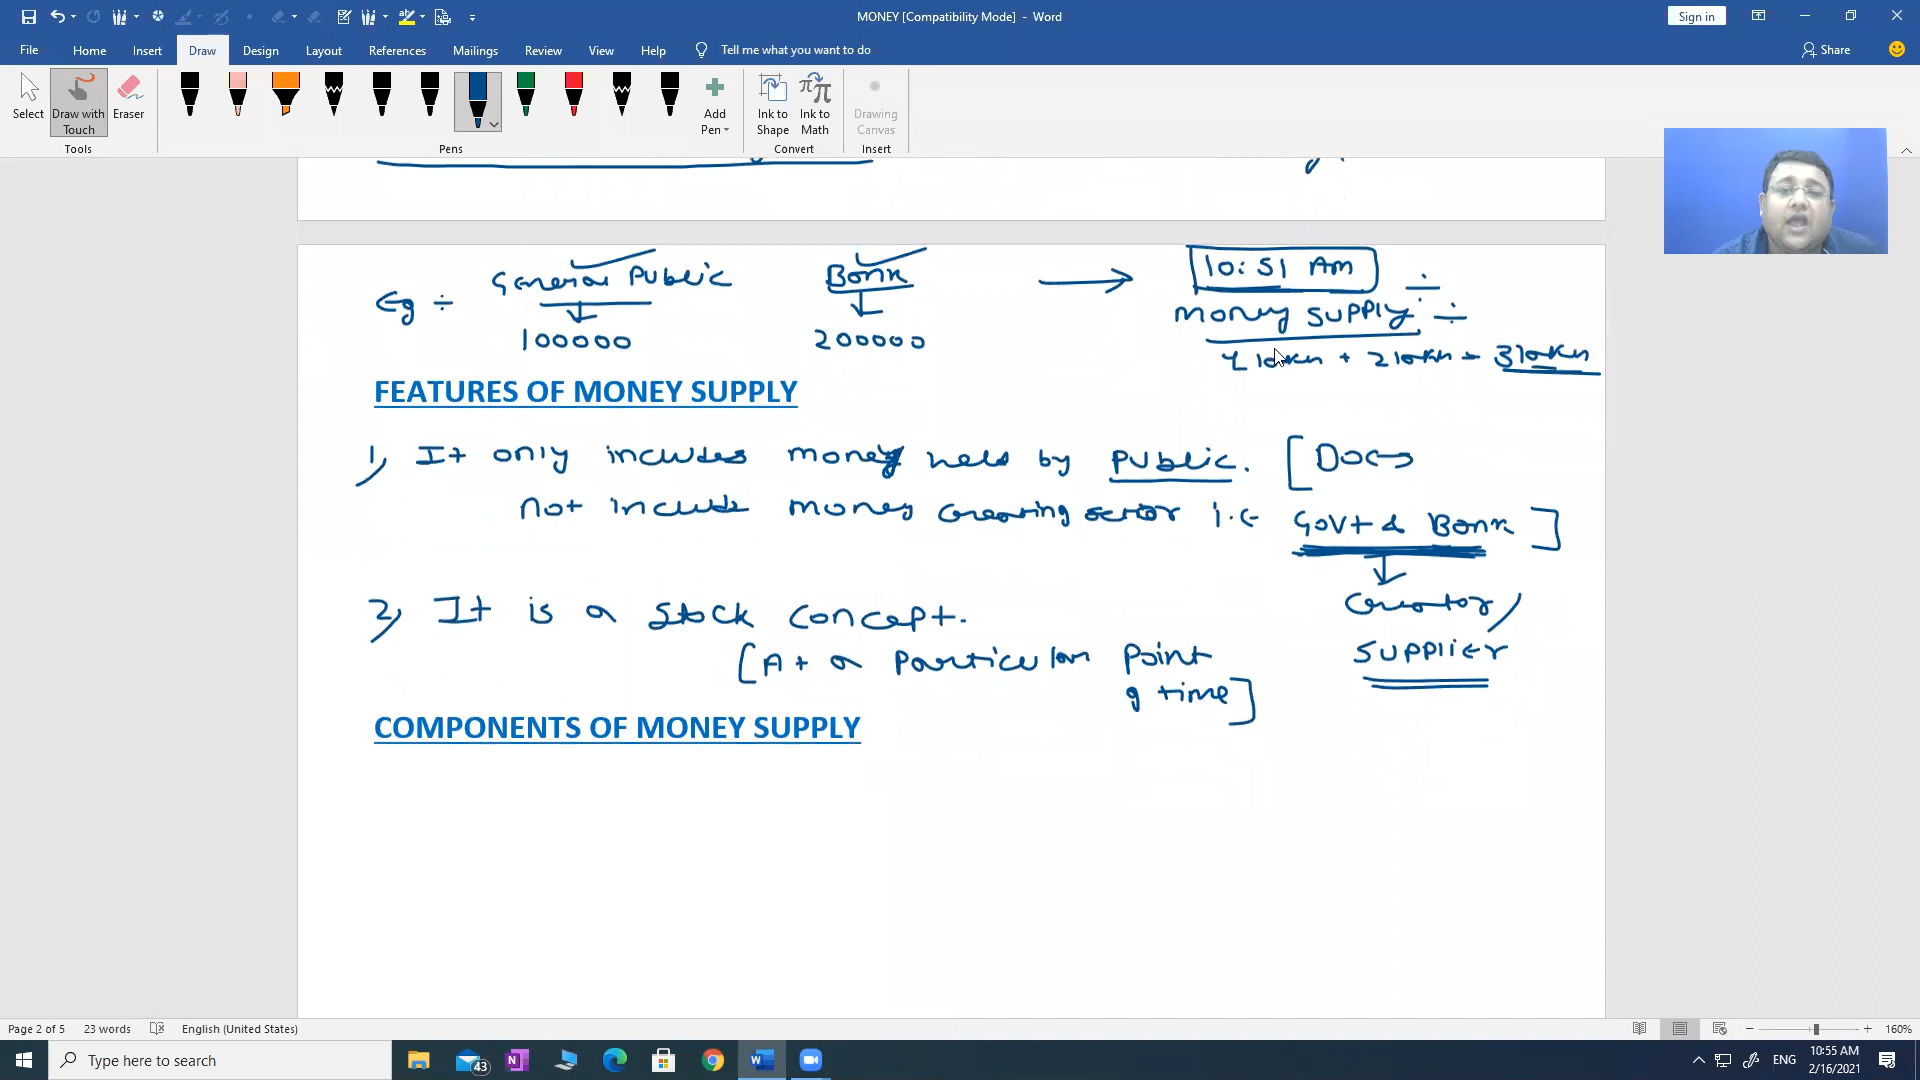 MONEY [Compatibility Mode] - Word
Sign in
File Home Insert Draw Design Layout References Mailings Review View Help Tell me what you want to do
Share
Select
Draw with Touch
Eraser
Add Pen
Ink to Shape
Ink to Math
Drawing Canvas
Tools
Pens
Convert
Insert
Eg ÷ General Public Bank 10:51 Am ÷
100000 200000 money supply ÷
1 lakh + 2 lakh = 3 lakh
FEATURES OF MONEY SUPPLY
1) It only includes money held by Public. [Does
not include money creating sector i.e Govt & Bank]
Creator/
Supplier
2) It is a stock concept.
[At a particular point
of time]
COMPONENTS OF MONEY SUPPLY
Page 2 of 5 23 words English (United States) 160%
Type here to search
43
ENG
10:55 AM
2/16/2021